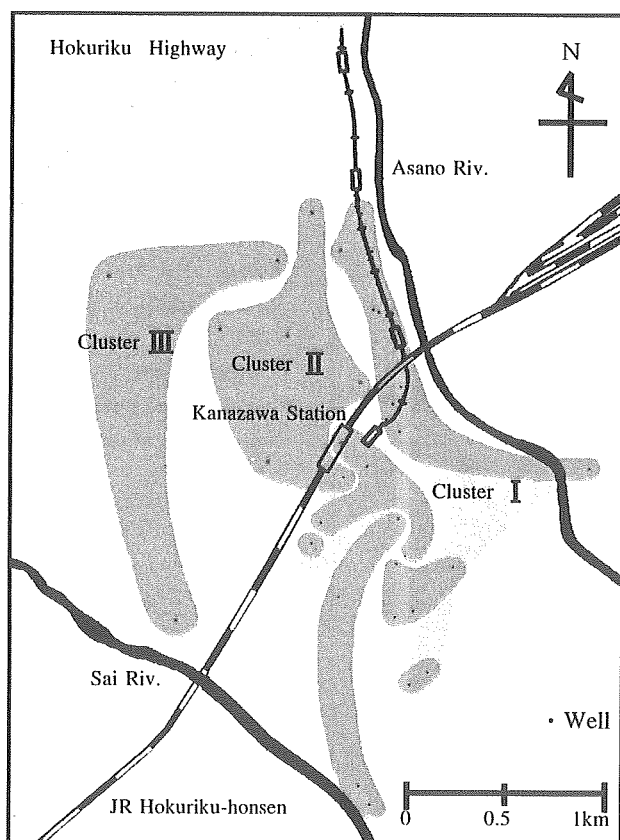 Hokuriku Highway
N
Asano Riv.
Cluster III
Cluster II
Kanazawa Station
Cluster I
Sai Riv.
• Well
JR Hokuriku-honsen
0 0.5 1km